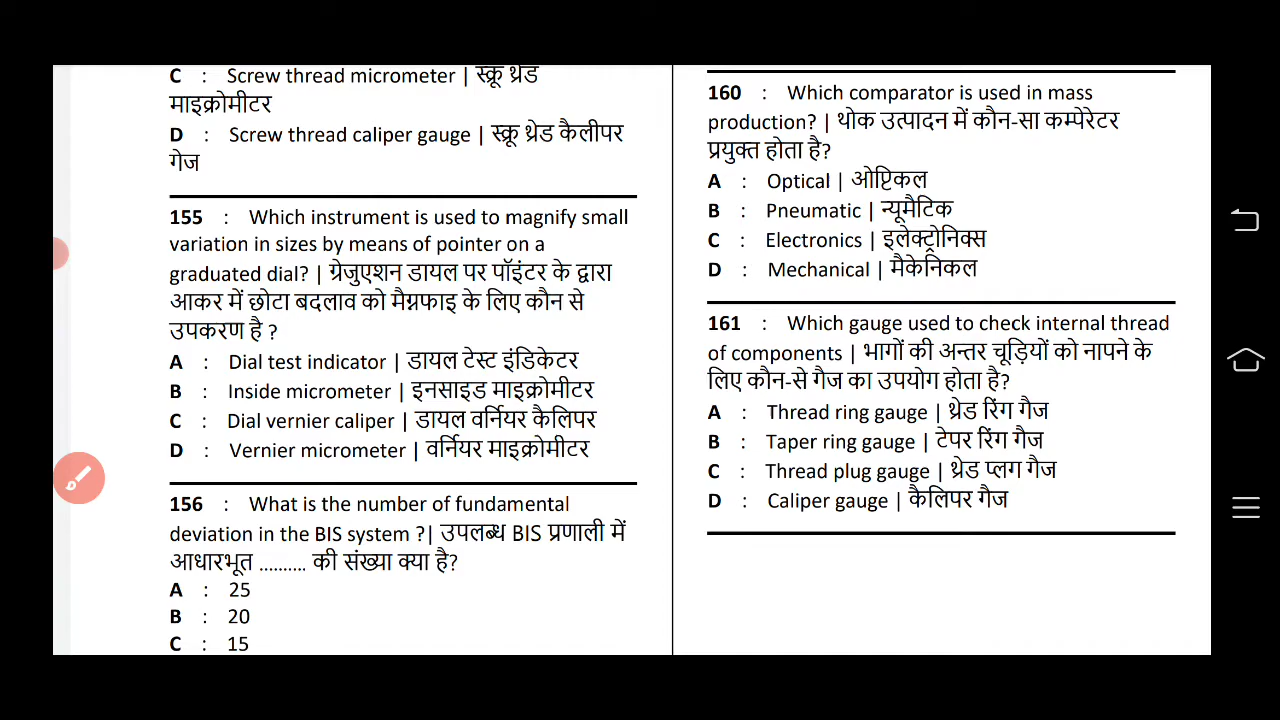 C : Screw thread micrometer | स्क्रू थ्रेड
माइक्रोमीटर
D : Screw thread caliper gauge | स्क्रू थ्रेड कैलीपर
गेज
155 : Which instrument is used to magnify small
variation in sizes by means of pointer on a
graduated dial? | ग्रेजुएशन डायल पर पॉइंटर के द्वारा
आकर में छोटा बदलाव को मैग्नफाइ के लिए कौन से
उपकरण है ?
A : Dial test indicator | डायल टेस्ट इंडिकेटर
B : Inside micrometer | इनसाइड माइक्रोमीटर
C : Dial vernier caliper | डायल वर्नियर कैलिपर
D : Vernier micrometer | वर्नियर माइक्रोमीटर
156 : What is the number of fundamental
deviation in the BIS system ?| उपलब्ध BIS प्रणाली में
आधारभूत .......... की संख्या क्या है?
A : 25
B : 20
C : 15
160 : Which comparator is used in mass
production? | थोक उत्पादन में कौन-सा कम्पेरेटर
प्रयुक्त होता है?
A : Optical | ओप्टिकल
B : Pneumatic | न्यूमैटिक
C : Electronics | इलेक्ट्रोनिक्स
D : Mechanical | मैकेनिकल
161 : Which gauge used to check internal thread
of components | भागों की अन्तर चूड़ियों को नापने के
लिए कौन-से गैज का उपयोग होता है?
A : Thread ring gauge | थ्रेड रिंग गैज
B : Taper ring gauge | टेपर रिंग गैज
C : Thread plug gauge | थ्रेड प्लग गैज
D : Caliper gauge | कैलिपर गैज